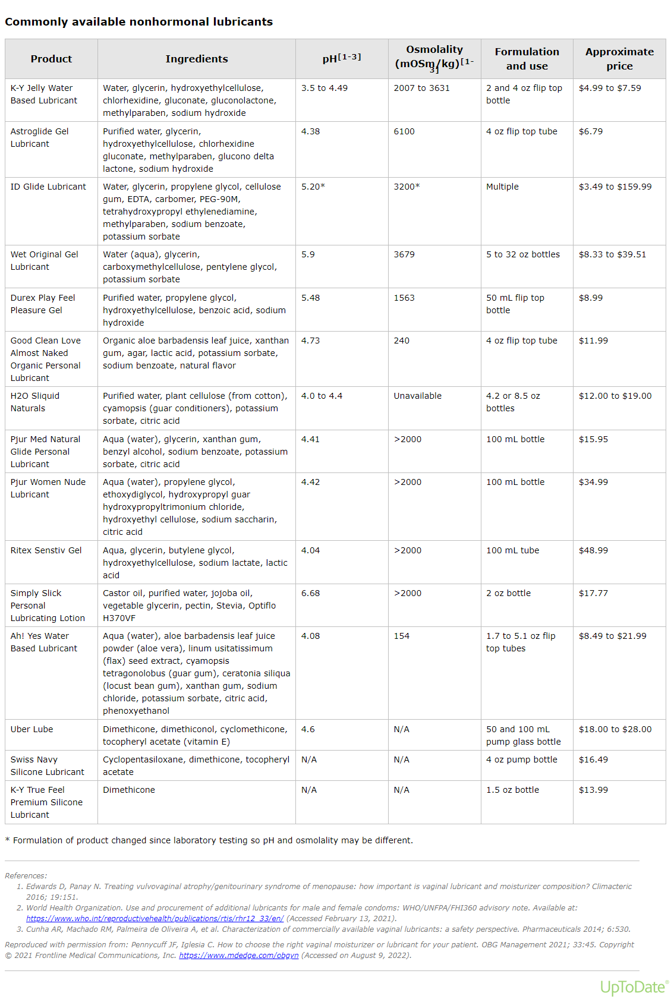 Commonly available nonhormonal lubricants
Product
Ingredients
pH[1-3]
Osmolality
(mOSm/kg)[1-
3]
Formulation
and use
Approximate
price
K-Y Jelly Water
Based Lubricant
Water, glycerin, hydroxyethylcellulose,
chlorhexidine, gluconate, gluconolactone,
methylparaben, sodium hydroxide
3.5 to 4.49
2007 to 3631
2 and 4 oz flip top
bottle
$4.99 to $7.59
Astroglide Gel
Lubricant
Purified water, glycerin,
hydroxyethylcellulose, chlorhexidine
gluconate, methylparaben, glucono delta
lactone, sodium hydroxide
4.38
6100
4 oz flip top tube
$6.79
ID Glide Lubricant
Water, glycerin, propylene glycol, cellulose
gum, EDTA, carbomer, PEG-90M,
tetrahydroxypropyl ethylenediamine,
methylparaben, sodium benzoate,
potassium sorbate
5.20*
3200*
Multiple
$3.49 to $159.99
Wet Original Gel
Lubricant
Water (aqua), glycerin,
carboxymethylcellulose, pentylene glycol,
potassium sorbate
5.9
3679
5 to 32 oz bottles
$8.33 to $39.51
Durex Play Feel
Pleasure Gel
Purified water, propylene glycol,
hydroxyethylcellulose, benzoic acid, sodium
hydroxide
5.48
1563
50 mL flip top
bottle
$8.99
Good Clean Love
Almost Naked
Organic Personal
Lubricant
Organic aloe barbadensis leaf juice, xanthan
gum, agar, lactic acid, potassium sorbate,
sodium benzoate, natural flavor
4.73
240
4 oz flip top tube
$11.99
H2O Sliquid
Naturals
Purified water, plant cellulose (from cotton),
cyamopsis (guar conditioners), potassium
sorbate, citric acid
4.0 to 4.4
Unavailable
4.2 or 8.5 oz
bottles
$12.00 to $19.00
Pjur Med Natural
Glide Personal
Lubricant
Aqua (water), glycerin, xanthan gum,
benzyl alcohol, sodium benzoate, potassium
sorbate, citric acid
4.41
>2000
100 mL bottle
$15.95
Pjur Women Nude
Lubricant
Aqua (water), propylene glycol,
ethoxydiglycol, hydroxypropyl guar
hydroxypropyltrimonium chloride,
hydroxyethyl cellulose, sodium saccharin,
citric acid
4.42
>2000
100 mL bottle
$34.99
Ritex Senstiv Gel
Aqua, glycerin, butylene glycol,
hydroxyethylcellulose, sodium lactate, lactic
acid
4.04
>2000
100 mL tube
$48.99
Simply Slick
Personal
Lubricating Lotion
Castor oil, purified water, jojoba oil,
vegetable glycerin, pectin, Stevia, Optiflo
H370VF
6.68
>2000
2 oz bottle
$17.77
Ah! Yes Water
Based Lubricant
Aqua (water), aloe barbadensis leaf juice
powder (aloe vera), linum usitatissimum
(flax) seed extract, cyamopsis
tetragonolobus (guar gum), ceratonia siliqua
(locust bean gum), xanthan gum, sodium
chloride, potassium sorbate, citric acid,
phenoxyethanol
4.08
154
1.7 to 5.1 oz flip
top tubes
$8.49 to $21.99
Uber Lube
Dimethicone, dimethiconol, cyclomethicone,
tocopheryl acetate (vitamin E)
4.6
N/A
50 and 100 mL
pump glass bottle
$18.00 to $28.00
Swiss Navy
Silicone Lubricant
Cyclopentasiloxane, dimethicone, tocopheryl
acetate
N/A
N/A
4 oz pump bottle
$16.49
K-Y True Feel
Premium Silicone
Lubricant
Dimethicone
N/A
N/A
1.5 oz bottle
$13.99
* Formulation of product changed since laboratory testing so pH and osmolality may be different.
References:
1. Edwards D, Panay N. Treating vulvovaginal atrophy/genitourinary syndrome of menopause: how important is vaginal lubricant and moisturizer composition? Climacteric
2016; 19:151.
2. World Health Organization. Use and procurement of additional lubricants for male and female condoms: WHO/UNFPA/FHI360 advisory note. Available at:
https://www.who.int/reproductivehealth/publications/rtis/rhr12_33/en/ (Accessed February 13, 2021).
3. Cunha AR, Machado RM, Palmeira de Oliveira A, et al. Characterization of commercially available vaginal lubricants: a safety perspective. Pharmaceuticals 2014; 6:530.
Reproduced with permission from: Pennycuff JF, Iglesia C. How to choose the right vaginal moisturizer or lubricant for your patient. OBG Management 2021; 33:45. Copyright
© 2021 Frontline Medical Communications, Inc. https://www.mdedge.com/obgyn (Accessed on August 9, 2022).
UpToDate®